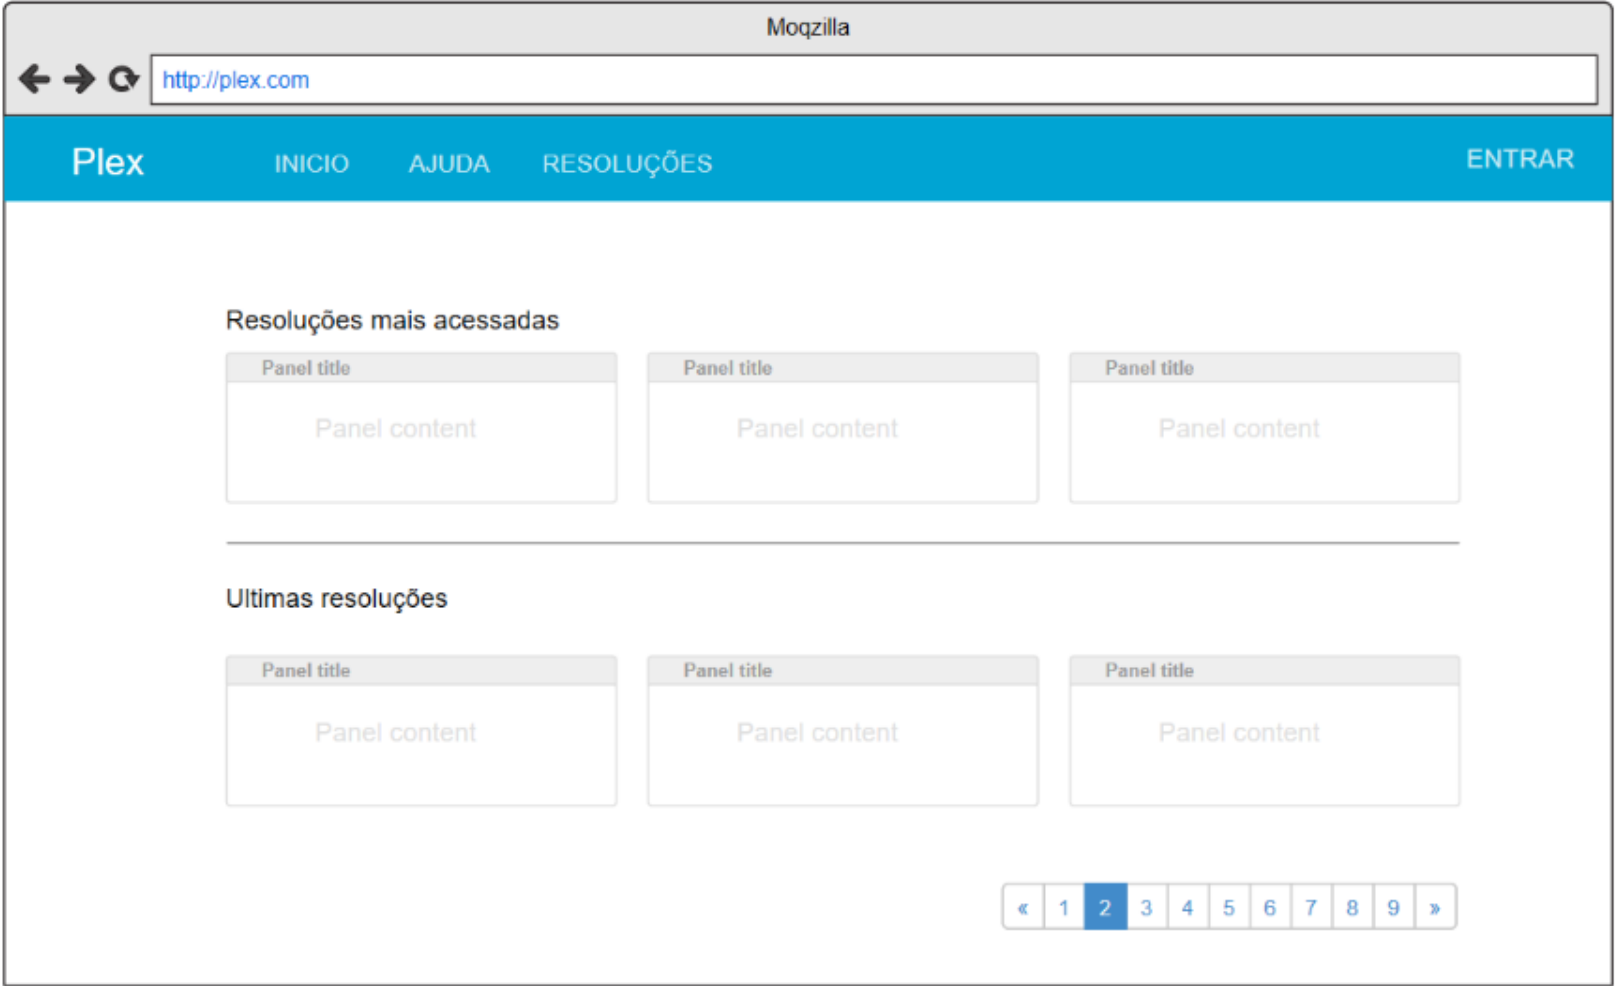 Moqzilla
http://plex.com
Plex INICIO AJUDA RESOLUÇÕES ENTRAR
Resoluções mais acessadas
Panel title Panel title Panel title
Panel content Panel content Panel content
Ultimas resoluções
Panel title Panel title Panel title
Panel content Panel content Panel content
« 1 2 3 4 5 6 7 8 9 »